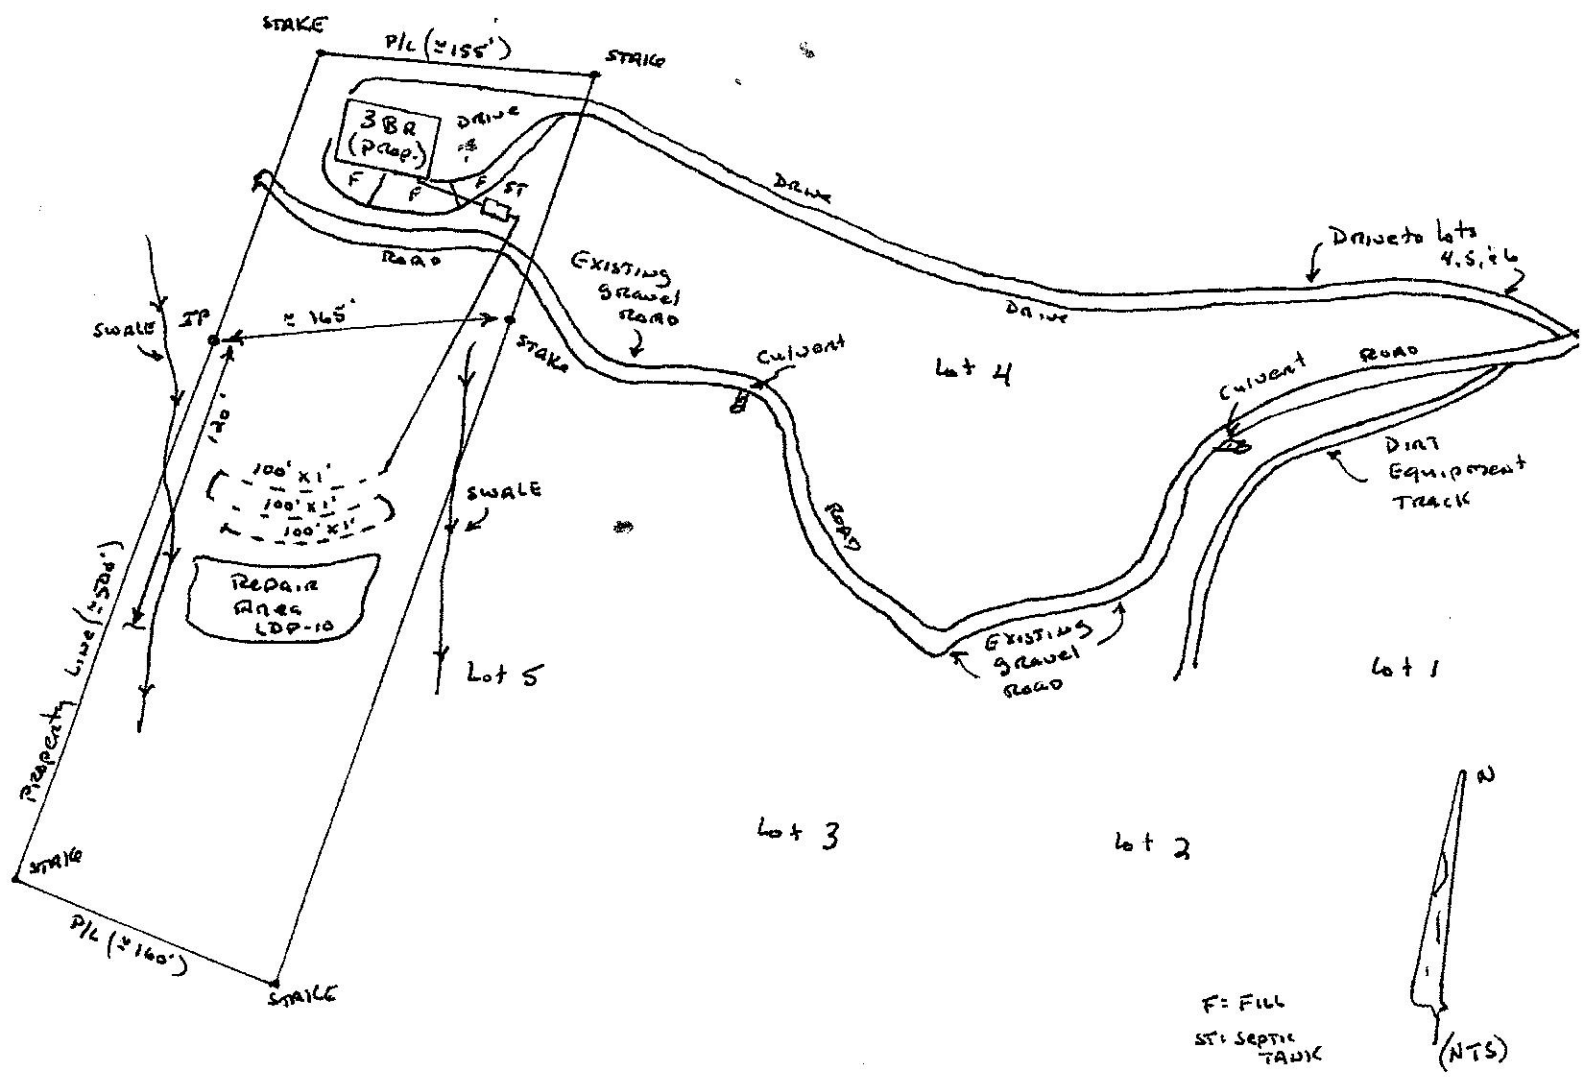 STAKE
P/L (≈155')
STAKE
3 BR
(prop.)
DRIVE
F
F
F
ST
DRIVE
ROAD
EXISTING
gravel
ROAD
Drive to lots
4, 5, & 6
DRIVE
SWALE
IP
≈ 165'
STAKE
Culvert
Lot 4
Culvert
ROAD
120'
DIRT
Equipment
TRACK
100' x 1'
100' x 1'
100' x 1'
SWALE
ROAD
Repair
Area
LDP-10
Property Line (≈500')
Lot 5
EXISTING
gravel
ROAD
Lot 1
N
Lot 3
Lot 2
STAKE
P/L (≈160')
STAKE
F= FILL
ST= SEPTIC
TANK
(NTS)